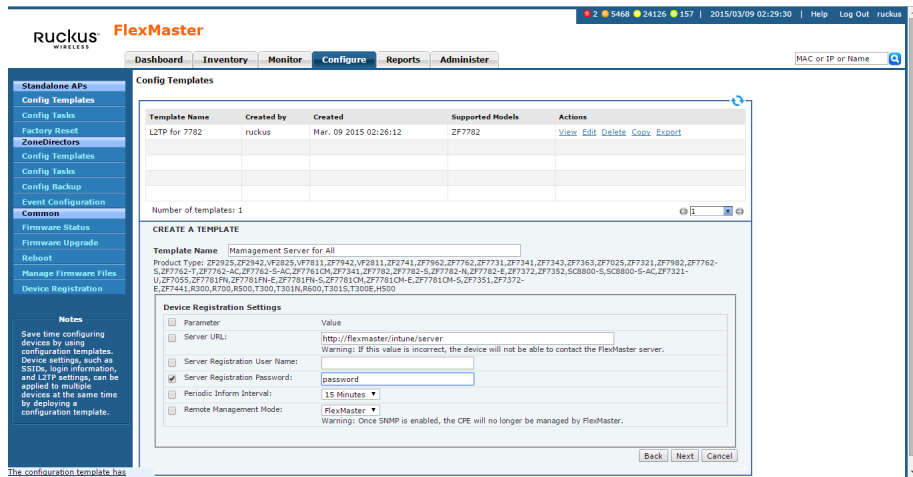 2 5468 24126 157 | 2015/03/09 02:29:30 | Help Log Out ruckus
RUCKUS WIRELESS
FlexMaster
Dashboard Inventory Monitor Configure Reports Administer
MAC or IP or Name
Standalone APs
Config Templates
Config Tasks
Factory Reset
ZoneDirectors
Config Templates
Config Tasks
Config Backup
Event Configuration
Common
Firmware Status
Firmware Upgrade
Reboot
Manage Firmware Files
Device Registration
Notes
Save time configuring
devices by using
configuration templates.
Device settings, such as
SSIDs, login information,
and L2TP settings, can be
applied to multiple
devices at the same time
by deploying a
configuration template.
Config Templates
Template Name Created by Created Supported Models Actions
L2TP for 7782 ruckus Mar. 09 2015 02:26:12 ZF7782 View Edit Delete Copy Export
Number of templates: 1
1
CREATE A TEMPLATE
Template Name Mamagement Server for All
Product Type: ZF2925,ZF2942,VF2825,VF7811,ZF7942,VF2811,ZF2741,ZF7962,ZF7762,ZF7731,ZF7341,ZF7343,ZF7363,ZF7025,ZF7321,ZF7982,ZF7762-
S,ZF7762-T,ZF7762-AC,ZF7762-S-AC,ZF7761CM,ZF7341,ZF7782,ZF7782-S,ZF7782-N,ZF7782-E,ZF7372,ZF7352,SC8800-S,SC8800-S-AC,ZF7321-
U,ZF7055,ZF7781FN,ZF7781FN-E,ZF7781FN-S,ZF7781CM,ZF7781CM-E,ZF7781CM-S,ZF7351,ZF7372-
E,ZF7441,R300,R700,R500,T300,T301N,R600,T301S,T300E,H500
Device Registration Settings
Parameter Value
Server URL: http://flexmaster/intune/server
Warning: If this value is incorrect, the device will not be able to contact the FlexMaster server.
Server Registration User Name:
Server Registration Password: password
Periodic Inform Interval: 15 Minutes
Remote Management Mode: FlexMaster
Warning: Once SNMP is enabled, the CPE will no longer be managed by FlexMaster.
Back Next Cancel
The configuration template has